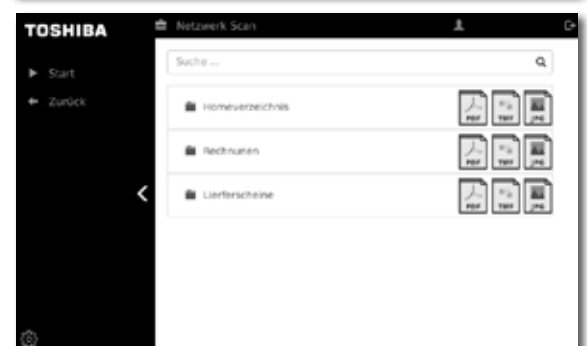 TOSHIBA
Netzwerk Scan
Start
Zurück
Suche ...
Homeverzeichnis
PDF TIFF JPG
Rechnunen
PDF TIFF JPG
Lierferscheine
PDF TIFF JPG